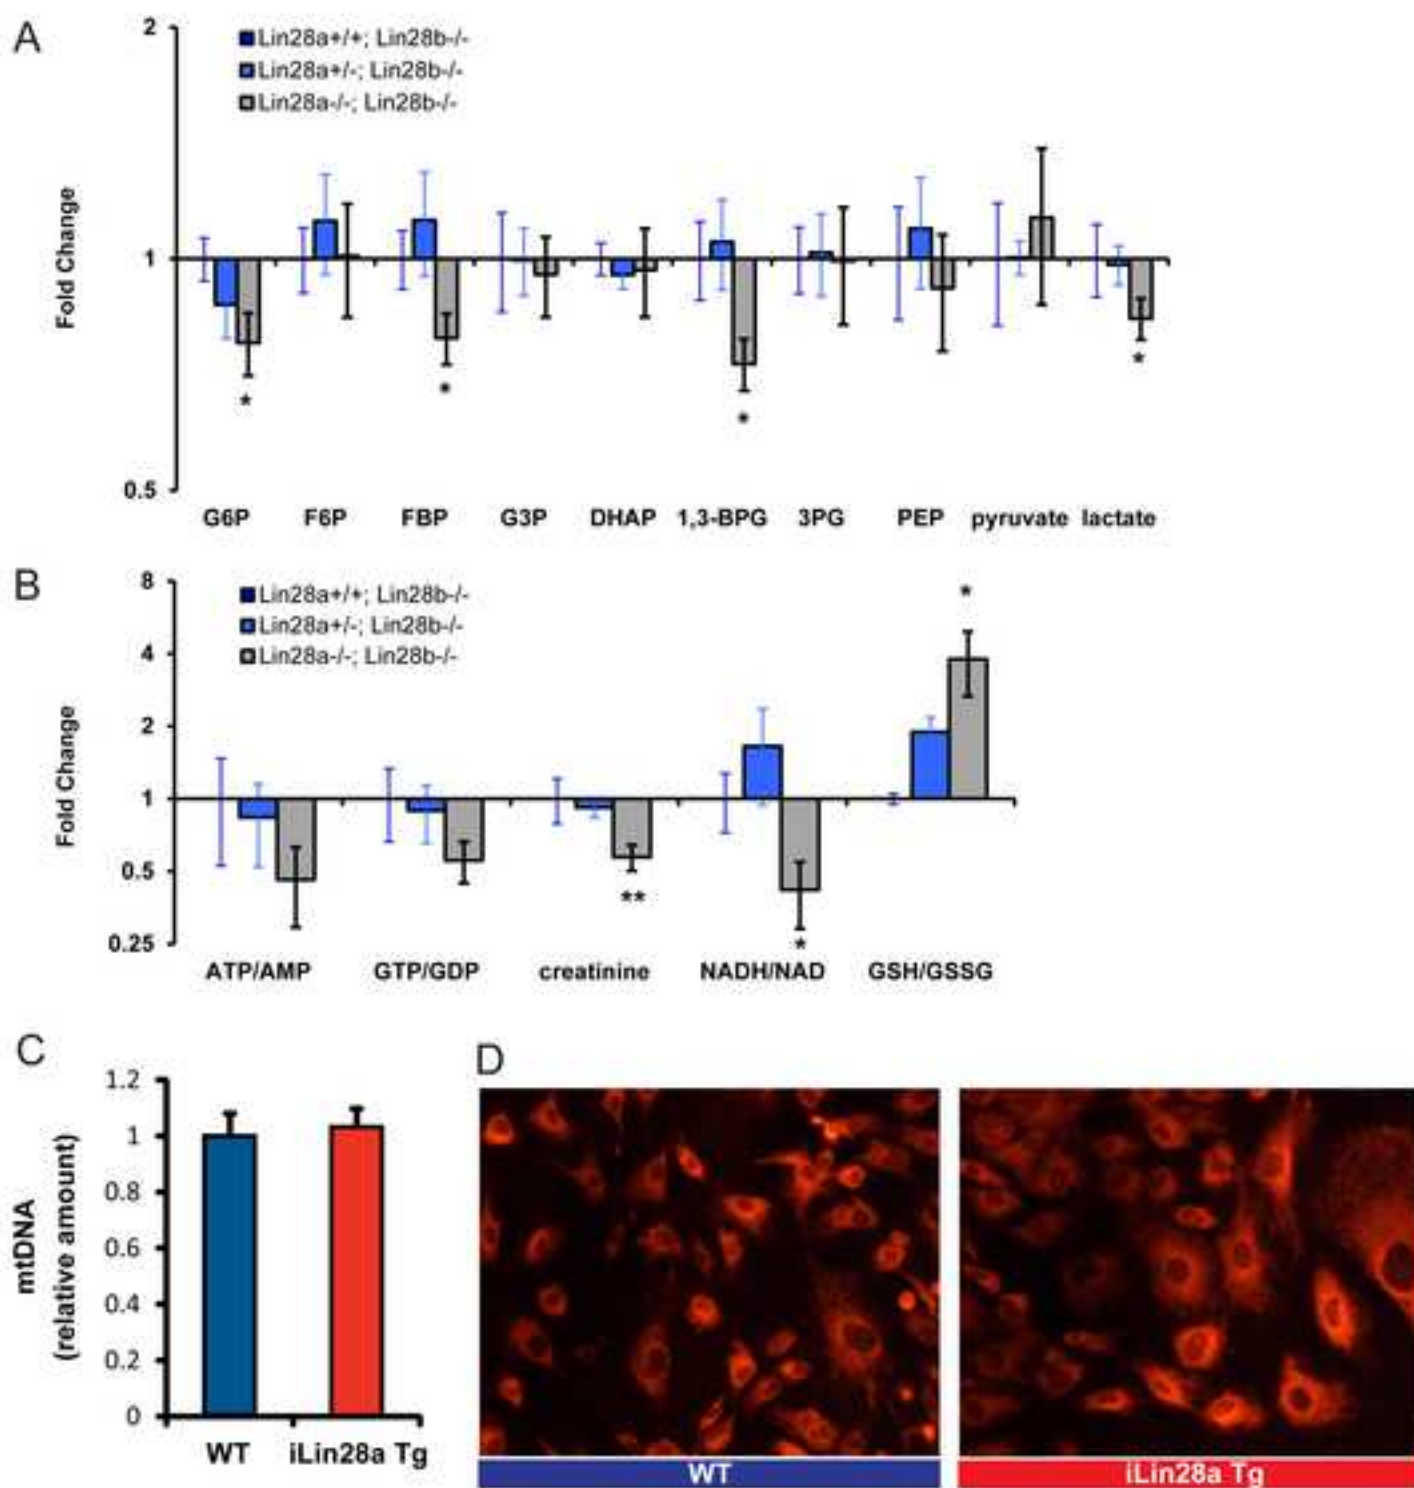 A
2
Lin28a+/+; Lin28b-/-
Lin28a+/-; Lin28b-/-
Lin28a-/-; Lin28b-/-
Fold Change
1
* * * *
0.5
G6P F6P FBP G3P DHAP 1,3-BPG 3PG PEP pyruvate lactate
B
8
Lin28a+/+; Lin28b-/-
Lin28a+/-; Lin28b-/-
Lin28a-/-; Lin28b-/-
*
4
2
Fold Change
1
0.5
**
0.25
*
ATP/AMP GTP/GDP creatinine NADH/NAD GSH/GSSG
C
1.2
1
0.8
0.6
0.4
0.2
0
mtDNA
(relative amount)
WT iLin28a Tg
D
WT iLin28a Tg